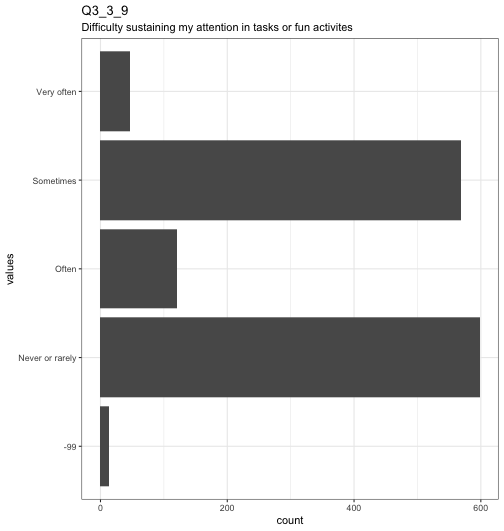 Q3_3_9
Difficulty sustaining my attention in tasks or fun activites
Very often
Sometimes
Often
Never or rarely
-99
values
0
200
400
600
count